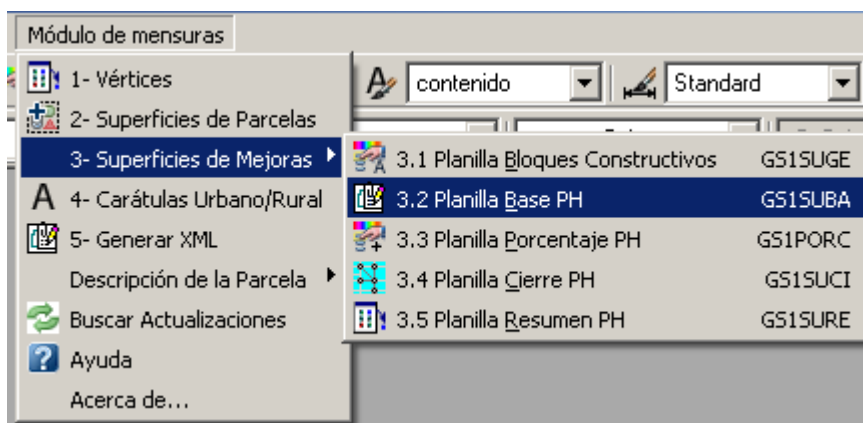 Módulo de mensuras
contenido
Standard
1- Vértices
2- Superficies de Parcelas
3- Superficies de Mejoras
4- Carátulas Urbano/Rural
5- Generar XML
Descripción de la Parcela
Buscar Actualizaciones
Ayuda
Acerca de...
3.1 Planilla Bloques Constructivos GS1SUGE
3.2 Planilla Base PH GS1SUBA
3.3 Planilla Porcentaje PH GS1PORC
3.4 Planilla Cierre PH GS1SUCI
3.5 Planilla Resumen PH GS1SURE